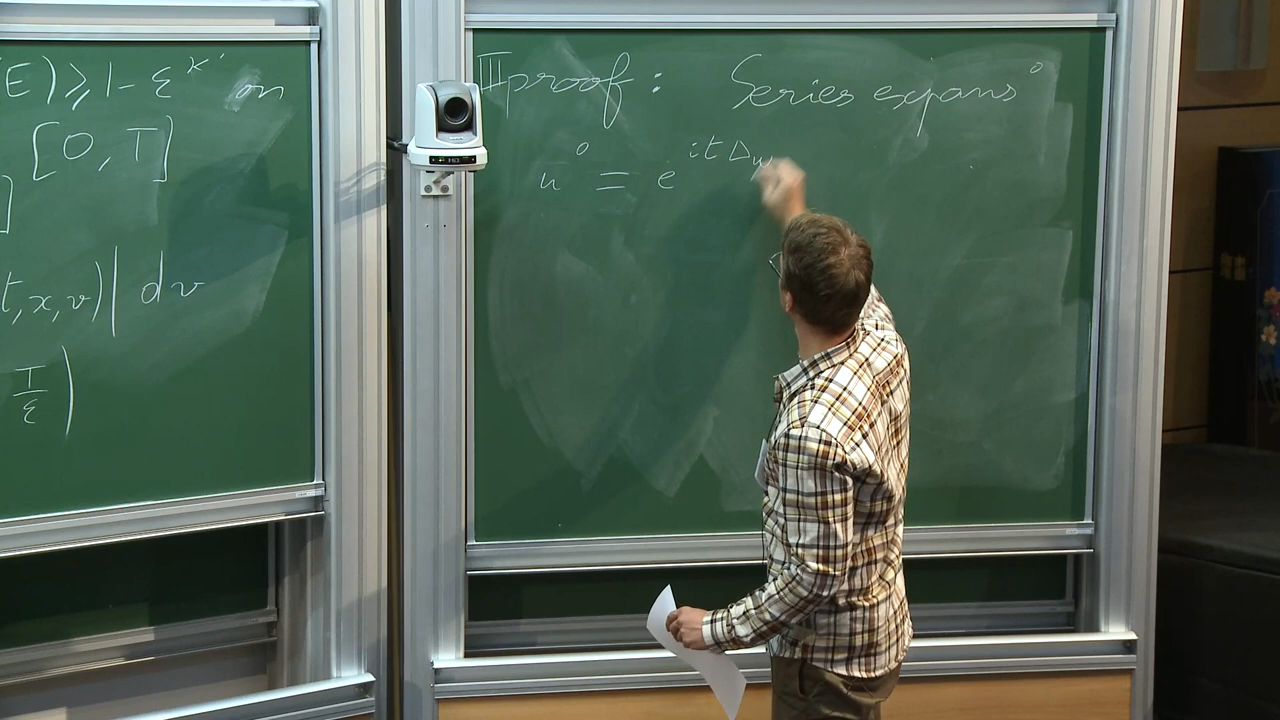 (E) ⩾ 1 - ε^{κ'} on
[0, T]
]
t, x, v)| dv
T/ε)
III proof : Series expans°
u° = e^{itΔ_w}